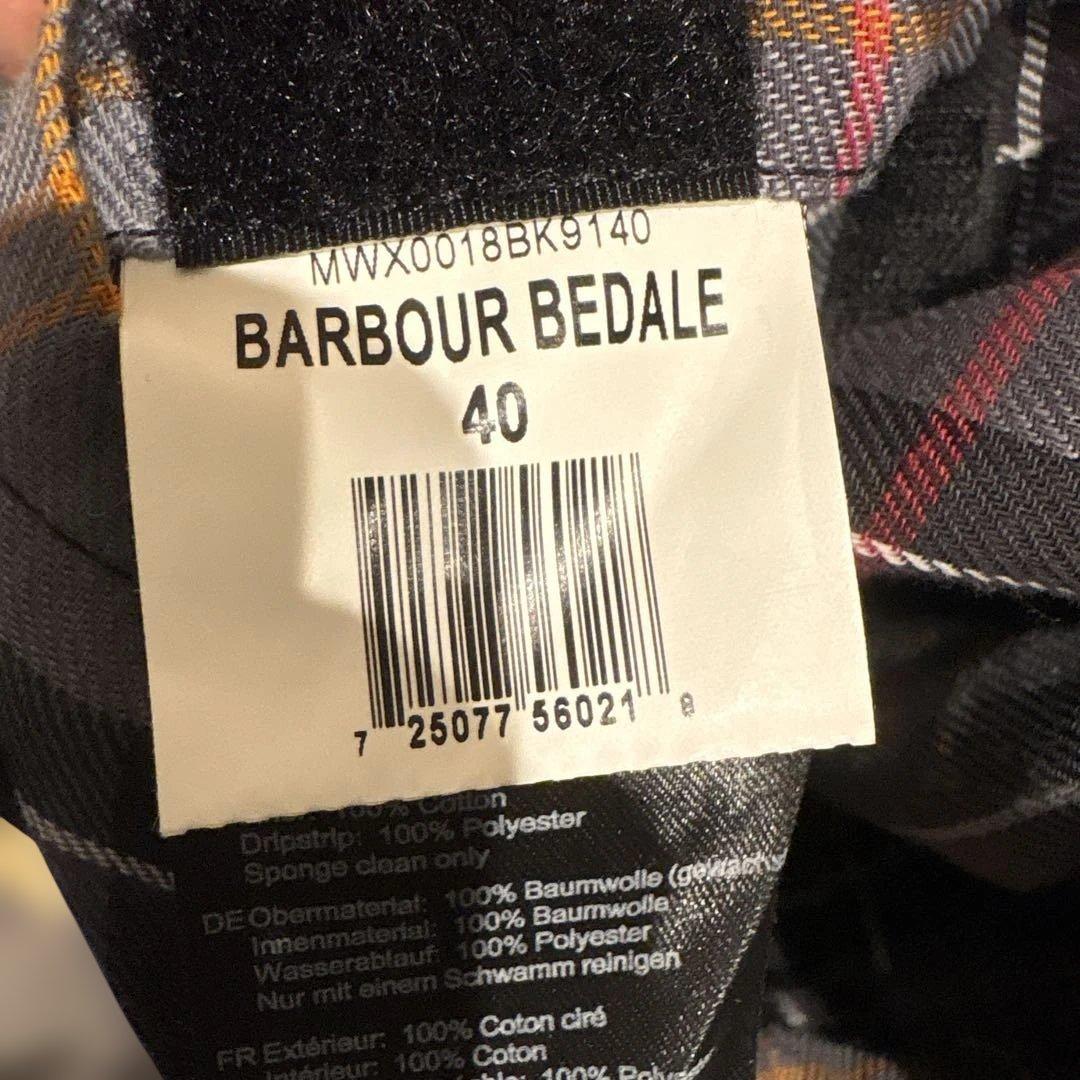 MWX0018BK9140
BARBOUR BEDALE
40
7 25077 56021 8
100% Cotton
Dripstrip: 100% Polyester
Sponge clean only
DE Obermaterial: 100% Baumwolle
Innenmaterial: 100% Baumwolle
Wasserablauf: 100% Polyester
Nur mit einem Schwamm reinigen
FR Extérieur: 100% Coton ciré
Intérieur: 100% Coton
100%